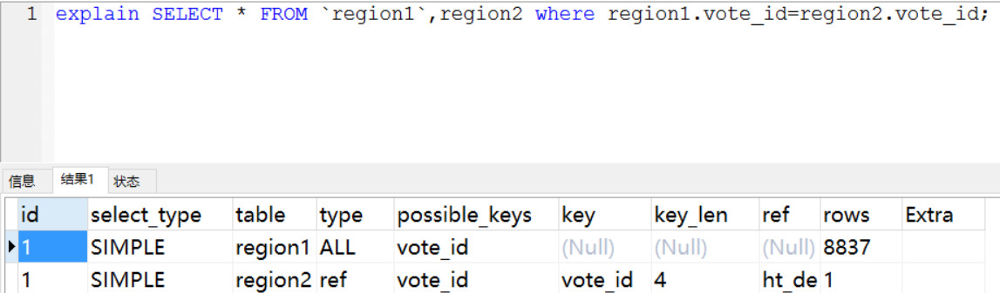 1 explain SELECT * FROM `region1`,region2 where region1.vote_id=region2.vote_id;
信息 结果1 状态
id select_type table type possible_keys key key_len ref rows Extra
1 SIMPLE region1 ALL vote_id (Null) (Null) (Null) 8837
1 SIMPLE region2 ref vote_id vote_id 4 ht_de 1